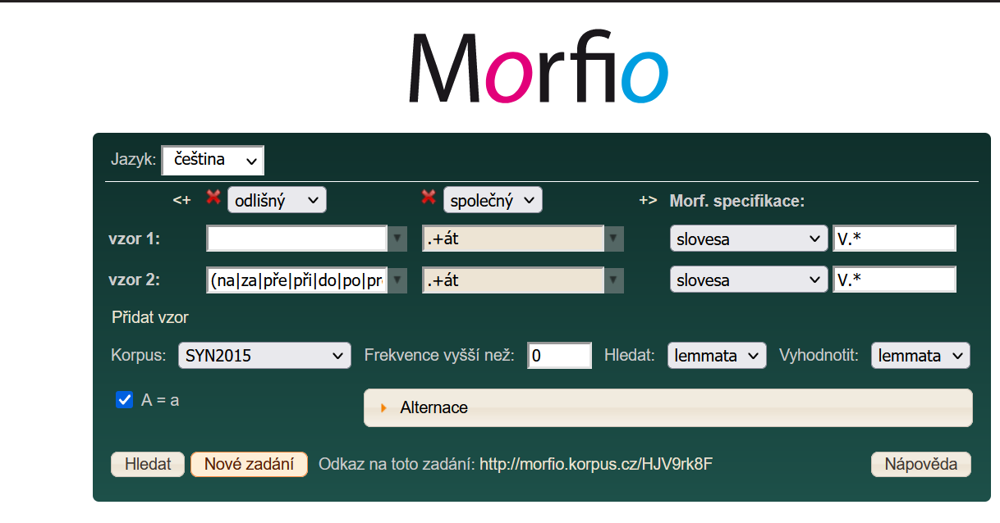 Morfio
Jazyk: čeština
<+ odlišný společný +> Morf. specifikace:
vzor 1: .+át slovesa V.*
vzor 2: (na|za|pře|při|do|po|pro .+át slovesa V.*
Přidat vzor
Korpus: SYN2015 Frekvence vyšší než: 0 Hledat: lemmata Vyhodnotit: lemmata
A = a Alternace
Hledat Nové zadání Odkaz na toto zadání: http://morfio.korpus.cz/HJV9rk8F Nápověda